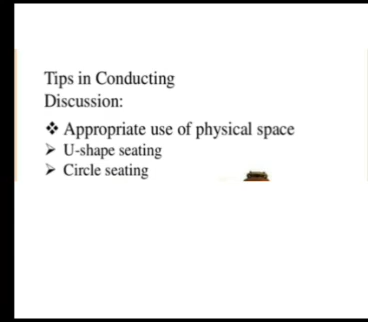 Tips in Conducting
Discussion:
❖ Appropriate use of physical space
➢ U-shape seating
➢ Circle seating